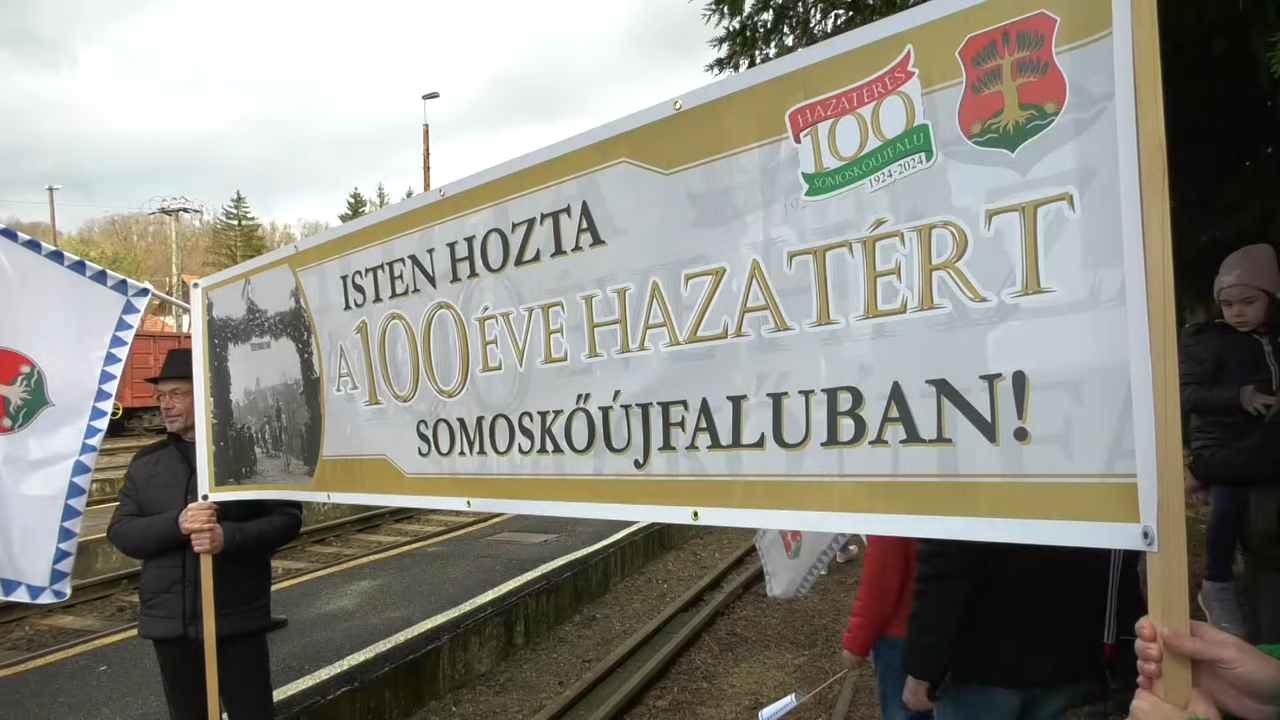 HAZATÉRÉS
100
SOMOSKŐÚJFALU
1924-2024
ISTEN HOZTA
A 100 ÉVE HAZATÉRT
SOMOSKŐÚJFALUBAN!